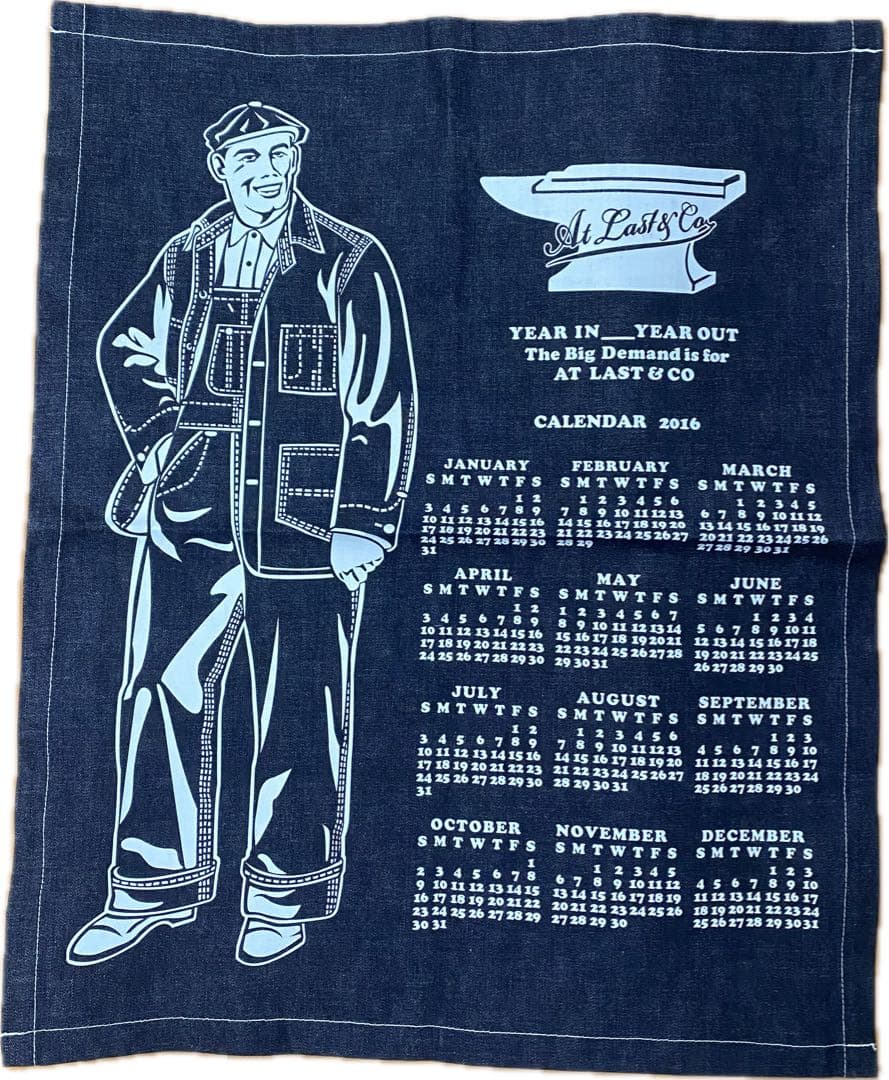 At Last & Co.
YEAR IN__YEAR OUT
The Big Demand is for
AT LAST & CO
CALENDAR 2016
JANUARY
S M T W T F S
1 2
3 4 5 6 7 8 9
10 11 12 13 14 15 16
17 18 19 20 21 22 23
24 25 26 27 28 29 30
31
FEBRUARY
S M T W T F S
1 2 3 4 5 6
7 8 9 10 11 12 13
14 15 16 17 18 19 20
21 22 23 24 25 26 27
28 29
MARCH
S M T W T F S
1 2 3 4 5
6 7 8 9 10 11 12
13 14 15 16 17 18 19
20 21 22 23 24 25 26
27 28 29 30 31
APRIL
S M T W T F S
1 2
3 4 5 6 7 8 9
10 11 12 13 14 15 16
17 18 19 20 21 22 23
24 25 26 27 28 29 30
MAY
S M T W T F S
1 2 3 4 5 6 7
8 9 10 11 12 13 14
15 16 17 18 19 20 21
22 23 24 25 26 27 28
29 30 31
JUNE
S M T W T F S
1 2 3 4
5 6 7 8 9 10 11
12 13 14 15 16 17 18
19 20 21 22 23 24 25
26 27 28 29 30
JULY
S M T W T F S
1 2
3 4 5 6 7 8 9
10 11 12 13 14 15 16
17 18 19 20 21 22 23
24 25 26 27 28 29 30
31
AUGUST
S M T W T F S
1 2 3 4 5 6
7 8 9 10 11 12 13
14 15 16 17 18 19 20
21 22 23 24 25 26 27
28 29 30 31
SEPTEMBER
S M T W T F S
1 2 3
4 5 6 7 8 9 10
11 12 13 14 15 16 17
18 19 20 21 22 23 24
25 26 27 28 29 30
OCTOBER
S M T W T F S
1
2 3 4 5 6 7 8
9 10 11 12 13 14 15
16 17 18 19 20 21 22
23 24 25 26 27 28 29
30 31
NOVEMBER
S M T W T F S
1 2 3 4 5
6 7 8 9 10 11 12
13 14 15 16 17 18 19
20 21 22 23 24 25 26
27 28 29 30
DECEMBER
S M T W T F S
1 2 3
4 5 6 7 8 9 10
11 12 13 14 15 16 17
18 19 20 21 22 23 24
25 26 27 28 29 30 31